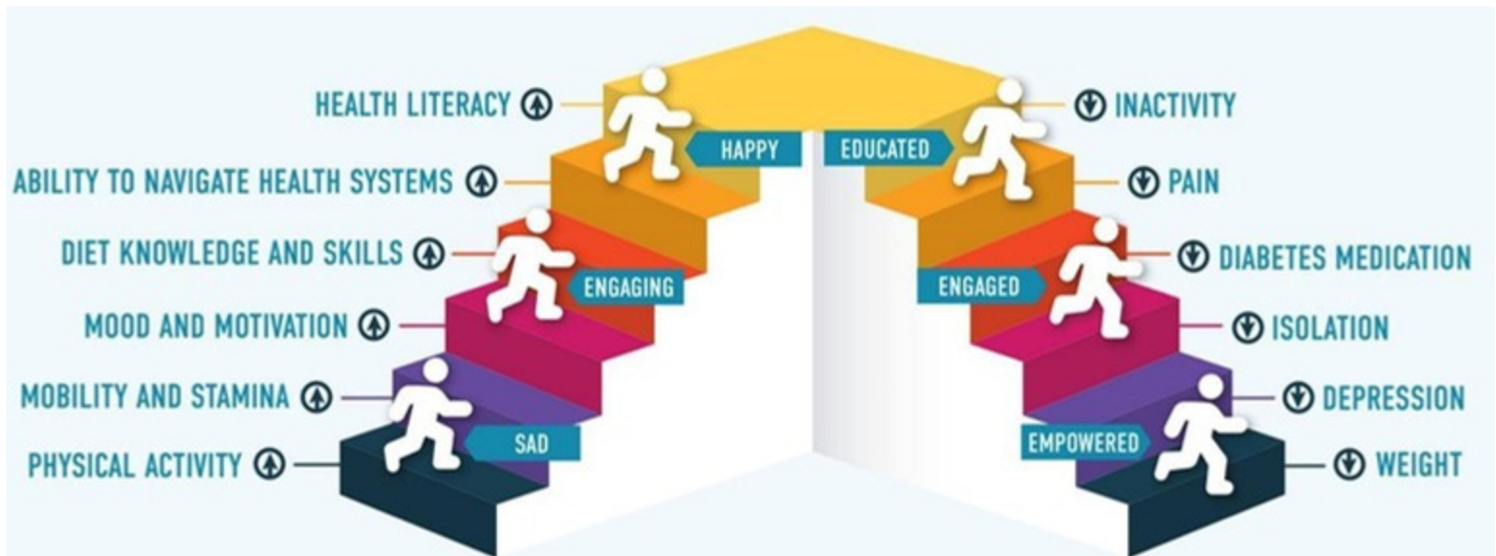 HEALTH LITERACY
ABILITY TO NAVIGATE HEALTH SYSTEMS
DIET KNOWLEDGE AND SKILLS
MOOD AND MOTIVATION
MOBILITY AND STAMINA
PHYSICAL ACTIVITY
HAPPY
ENGAGING
SAD
EDUCATED
ENGAGED
EMPOWERED
INACTIVITY
PAIN
DIABETES MEDICATION
ISOLATION
DEPRESSION
WEIGHT